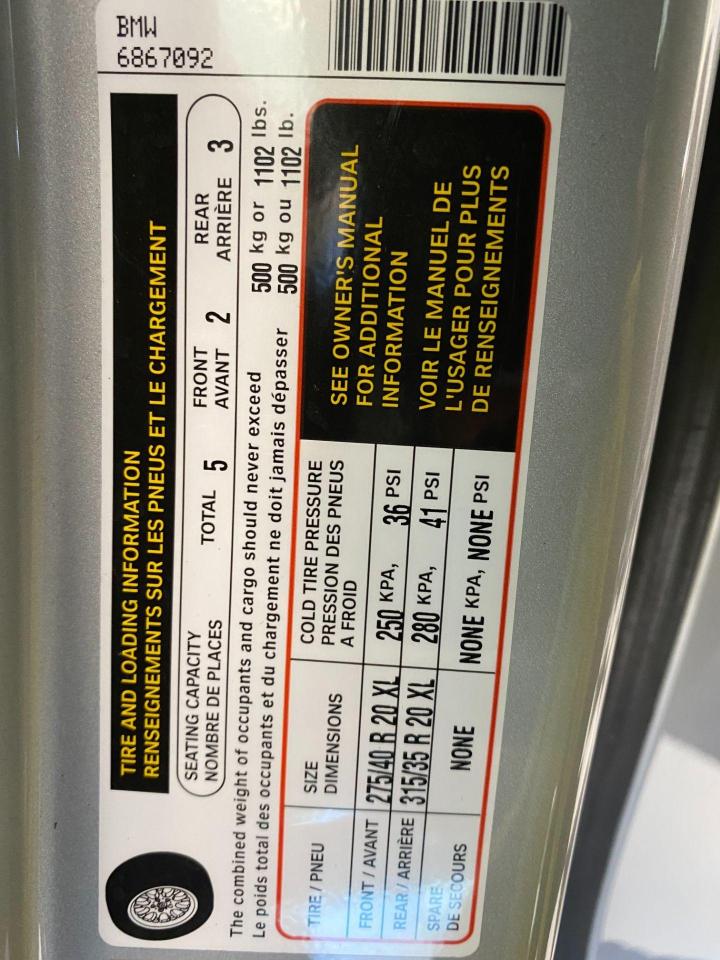 BMW
6867092
TIRE AND LOADING INFORMATION
RENSEIGNEMENTS SUR LES PNEUS ET LE CHARGEMENT
SEATING CAPACITY
NOMBRE DE PLACES
TOTAL 5
FRONT
AVANT 2
REAR
ARRIÈRE 3
The combined weight of occupants and cargo should never exceed 500 kg or 1102 lbs.
Le poids total des occupants et du chargement ne doit jamais dépasser 500 kg ou 1102 lb.
TIRE / PNEU
SIZE
DIMENSIONS
COLD TIRE PRESSURE
PRESSION DES PNEUS
A FROID
FRONT / AVANT 275/40 R 20 XL 250 KPA, 36 PSI
REAR / ARRIÈRE 315/35 R 20 XL 280 KPA, 41 PSI
SPARE
DE SECOURS
NONE NONE KPA, NONE PSI
SEE OWNER'S MANUAL
FOR ADDITIONAL
INFORMATION
VOIR LE MANUEL DE
L'USAGER POUR PLUS
DE RENSEIGNEMENTS